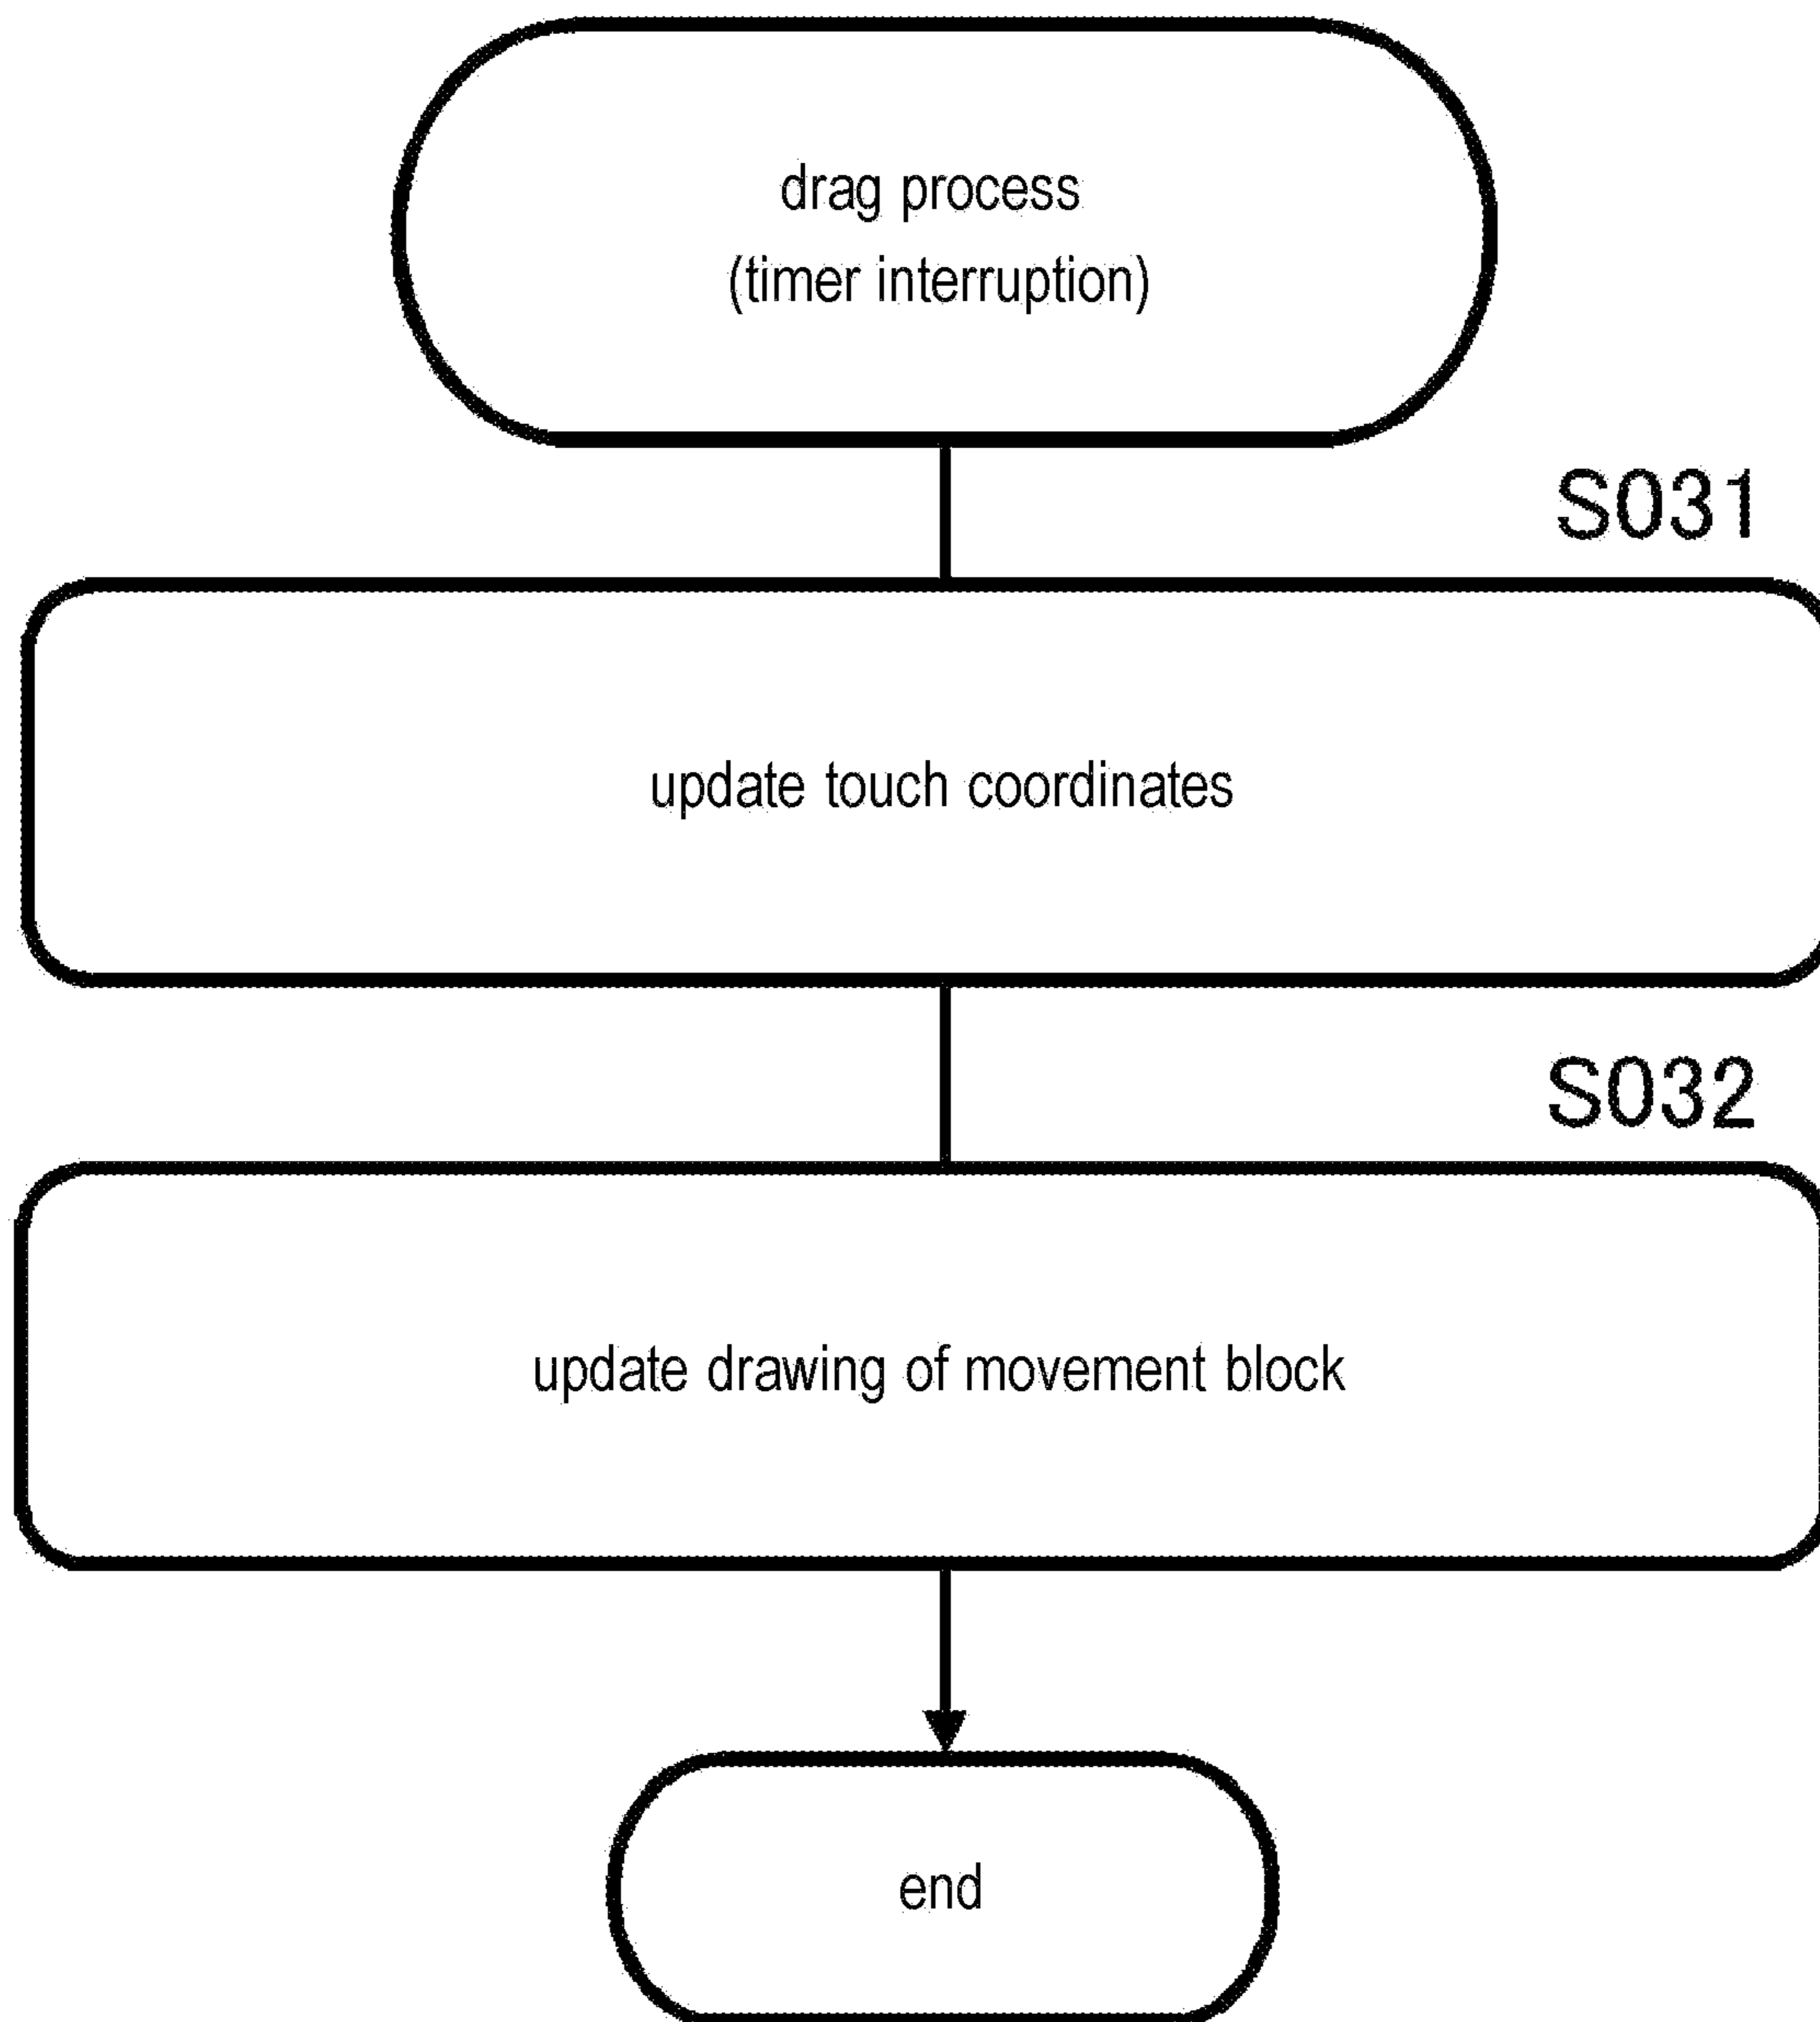 drag process
(timer interruption)
S031
update touch coordinates
S032
update drawing of movement block
end